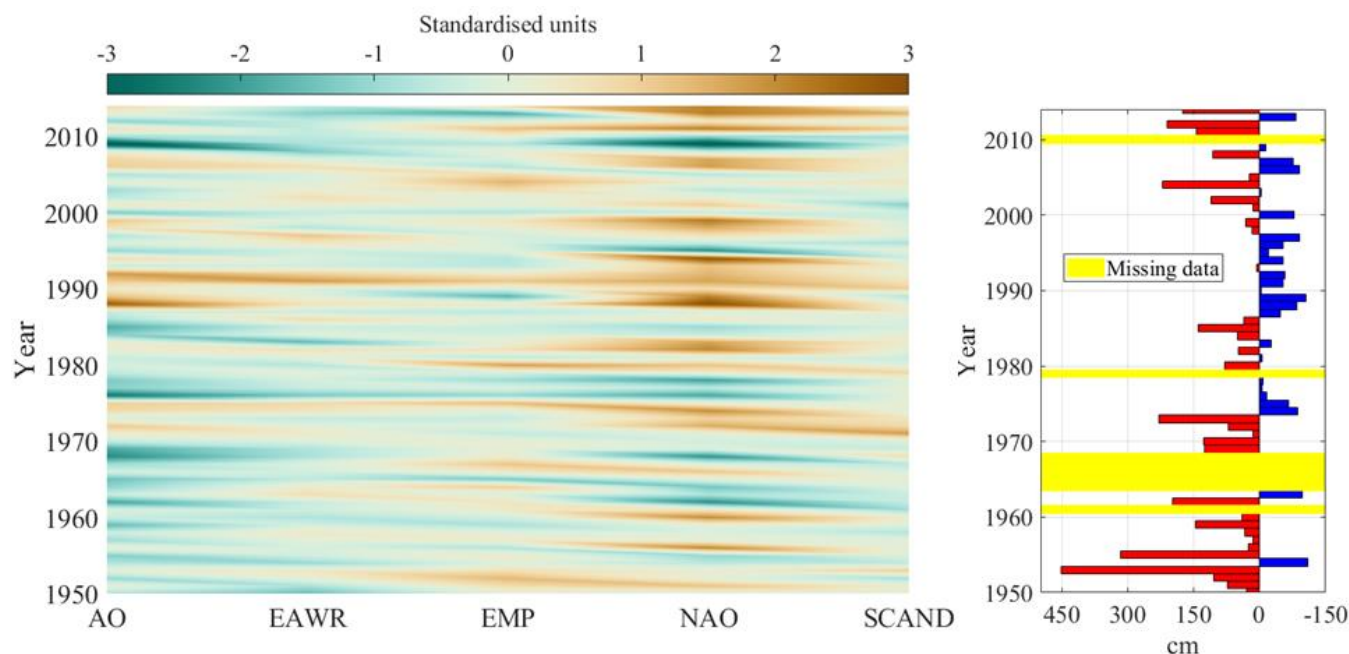 Standardised units
-3 -2 -1 0 1 2 3
2010
2000
1990
1980
1970
1960
1950
Year
AO EAWR EMP NAO SCAND
2010
2000
1990
1980
1970
1960
1950
Year
Missing data
450 300 150 0 -150
cm